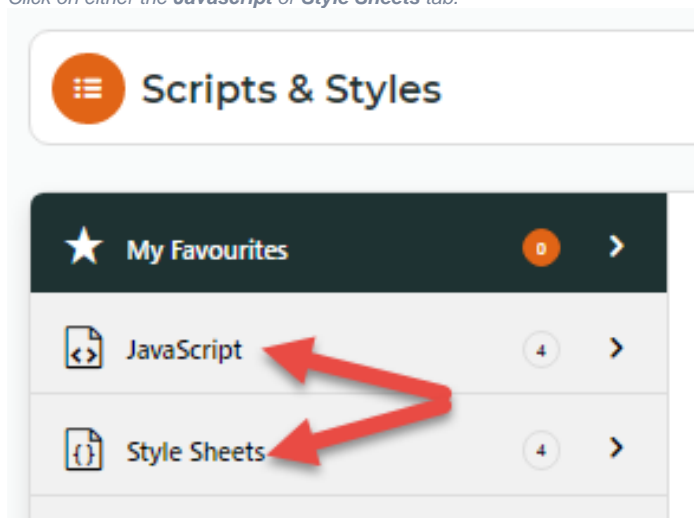 Click on either the Javascript or Style Sheets tab.
Scripts & Styles
My Favourites 0
JavaScript 4
Style Sheets 4